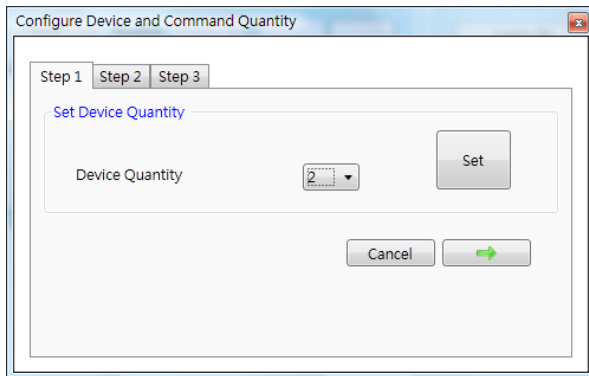 Configure Device and Command Quantity
Step 1 Step 2 Step 3
Set Device Quantity
Device Quantity 2 Set
Cancel